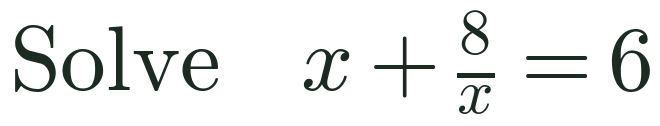 Solve x + 8/x = 6